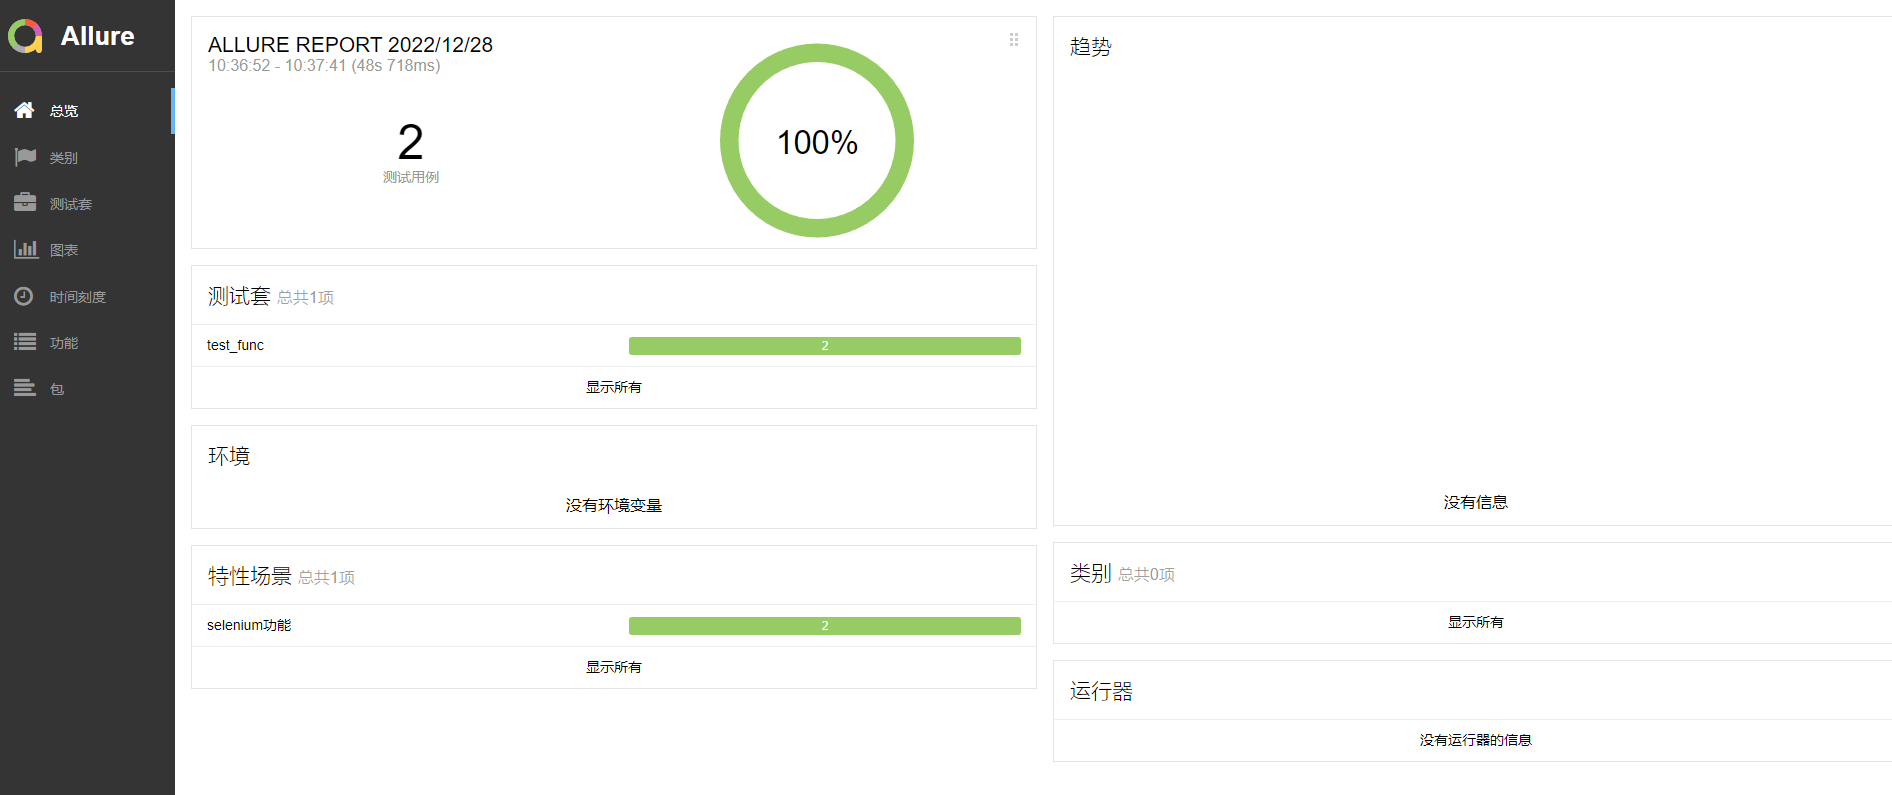 Allure
总览
类别
测试套
图表
时间刻度
功能
包
ALLURE REPORT 2022/12/28
10:36:52 - 10:37:41 (48s 718ms)
2
测试用例
100%
测试套 总共1项
test_func 2
显示所有
环境
没有环境变量
特性场景 总共1项
selenium功能 2
显示所有
趋势
没有信息
类别 总共0项
显示所有
运行器
没有运行器的信息